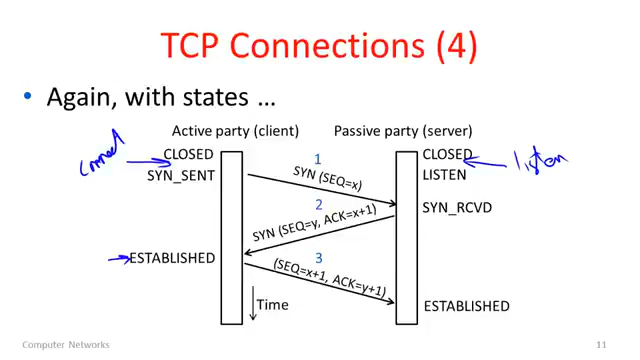 TCP Connections (4)
• Again, with states …
Active party (client)
Passive party (server)
connect
CLOSED
1
CLOSED
listen
SYN_SENT
SYN (SEQ=x)
LISTEN
2
SYN_RCVD
SYN (SEQ=y, ACK=x+1)
ESTABLISHED
3
(SEQ=x+1, ACK=y+1)
Time
ESTABLISHED
Computer Networks
11